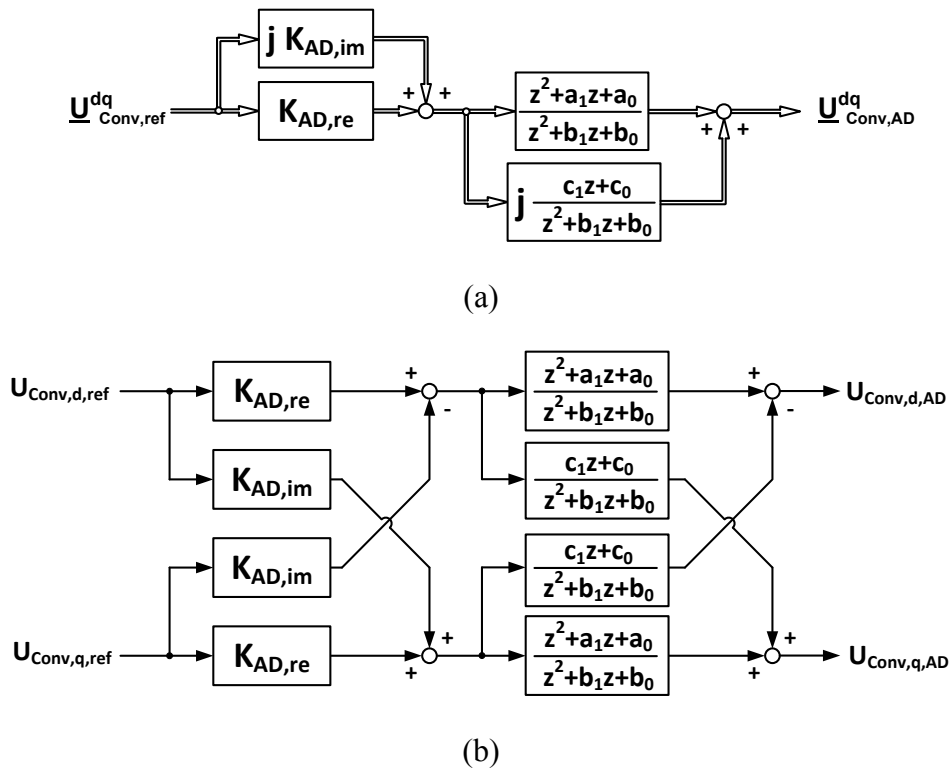 j K_AD,im
U^dq_Conv,ref
K_AD,re
+ +
z^2+a_1z+a_0
z^2+b_1z+b_0
+ +
U^dq_Conv,AD
j
c_1z+c_0
z^2+b_1z+b_0
(a)
U_Conv,d,ref
K_AD,re
+
-
z^2+a_1z+a_0
z^2+b_1z+b_0
+
-
U_Conv,d,AD
K_AD,im
c_1z+c_0
z^2+b_1z+b_0
K_AD,im
c_1z+c_0
z^2+b_1z+b_0
U_Conv,q,ref
K_AD,re
+
+
z^2+a_1z+a_0
z^2+b_1z+b_0
+
+
U_Conv,q,AD
(b)